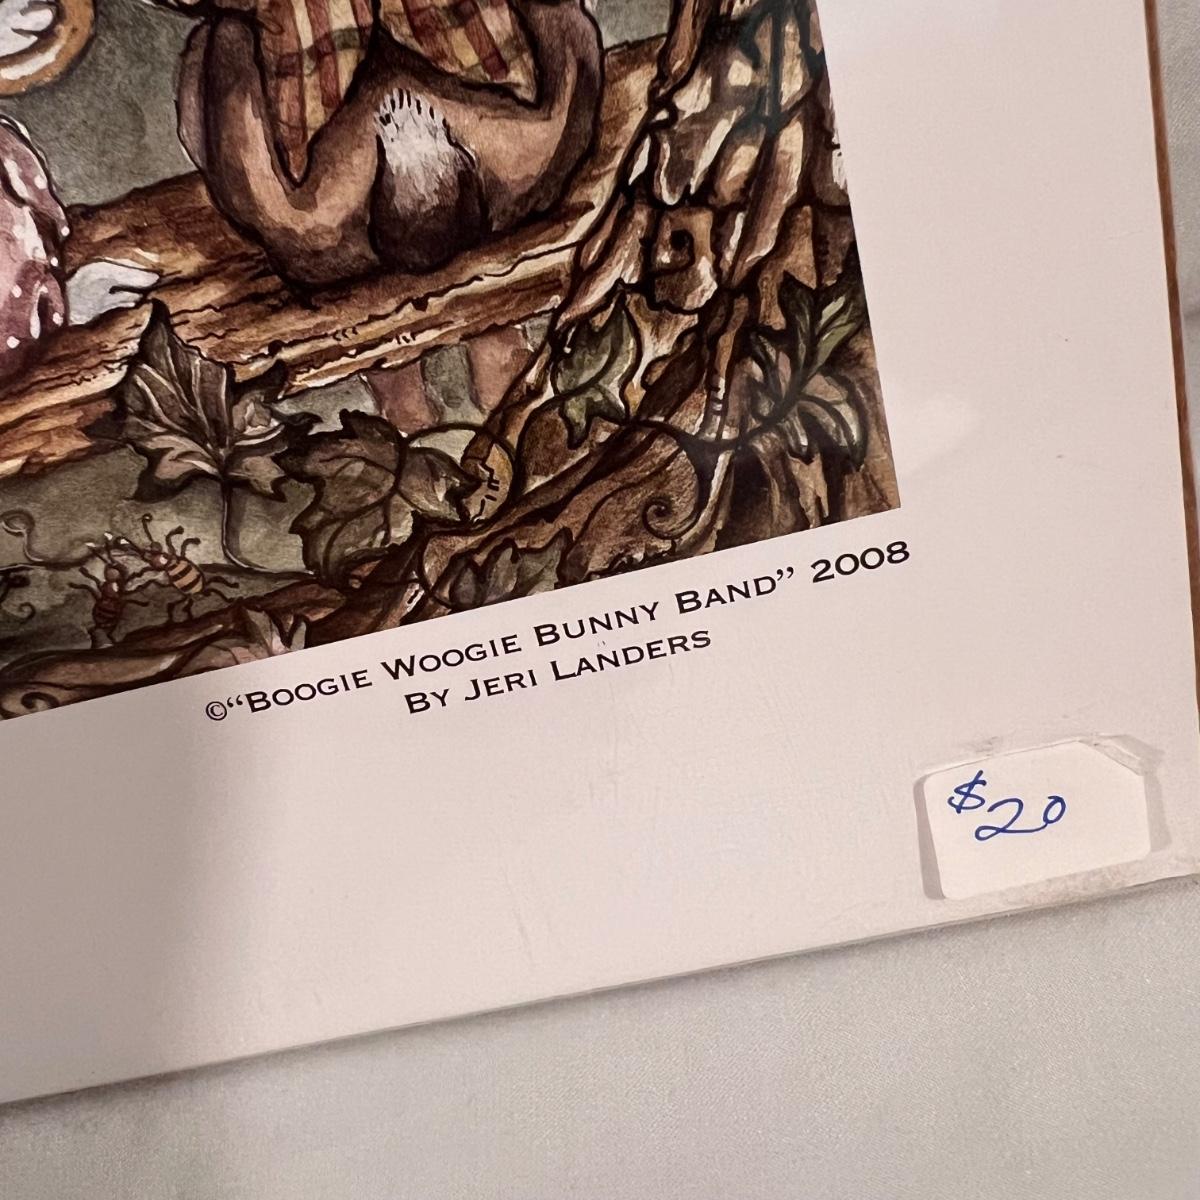 ©“Boogie Woogie Bunny Band” 2008
By Jeri Landers
$20